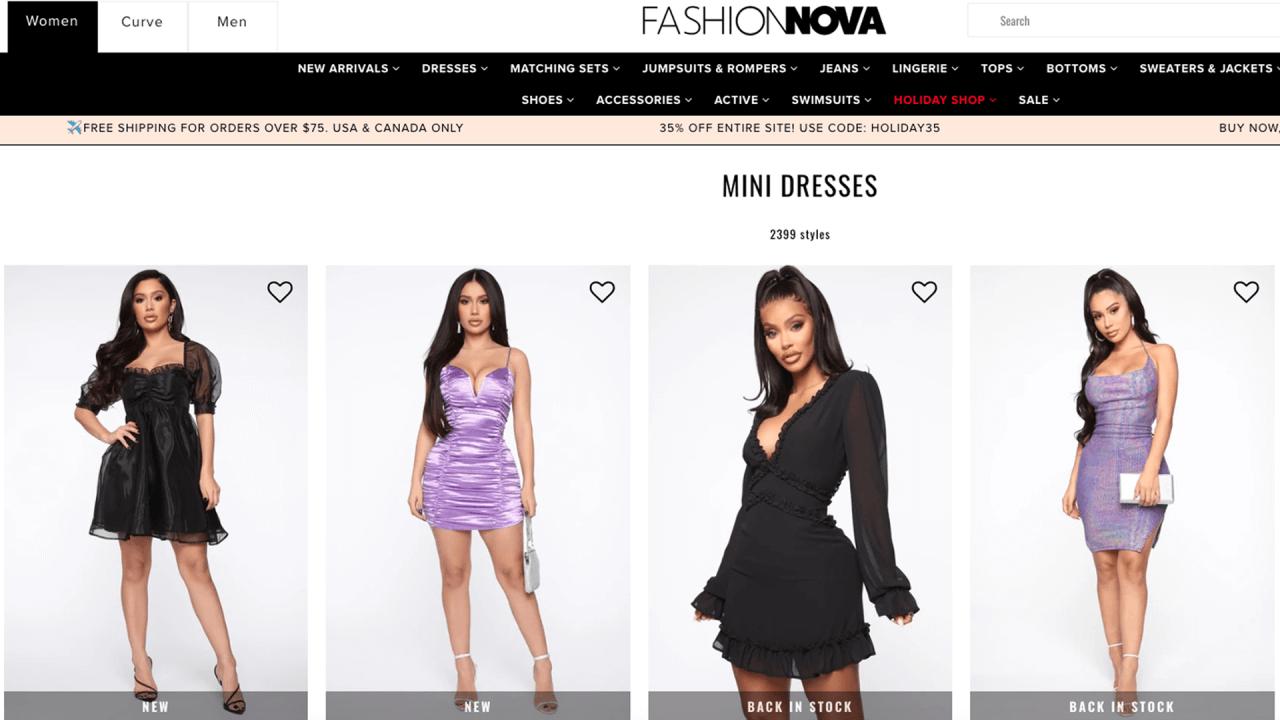 Women
Curve
Men
FASHIONNOVA
Search
NEW ARRIVALS DRESSES MATCHING SETS JUMPSUITS & ROMPERS JEANS LINGERIE TOPS BOTTOMS SWEATERS & JACKETS
SHOES ACCESSORIES ACTIVE SWIMSUITS HOLIDAY SHOP SALE
✈️FREE SHIPPING FOR ORDERS OVER $75. USA & CANADA ONLY
35% OFF ENTIRE SITE! USE CODE: HOLIDAY35
BUY NOW,
MINI DRESSES
2399 styles
NEW
NEW
BACK IN STOCK
BACK IN STOCK